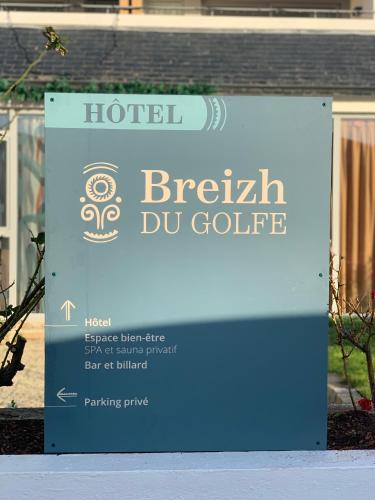 HÔTEL
Breizh
DU GOLFE
Hôtel
Espace bien-être
SPA et sauna privatif
Bar et billard
Parking privé